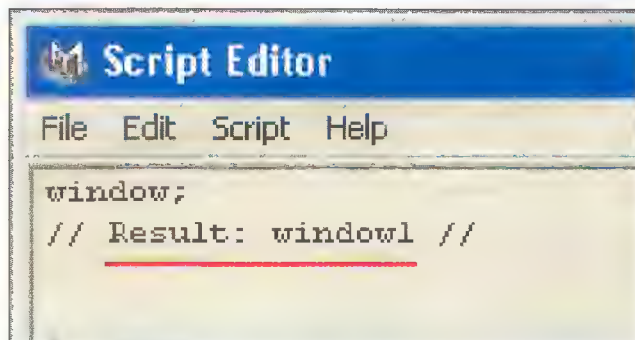 Script Editor
File Edit Script Help
window;
// Result: window1 //